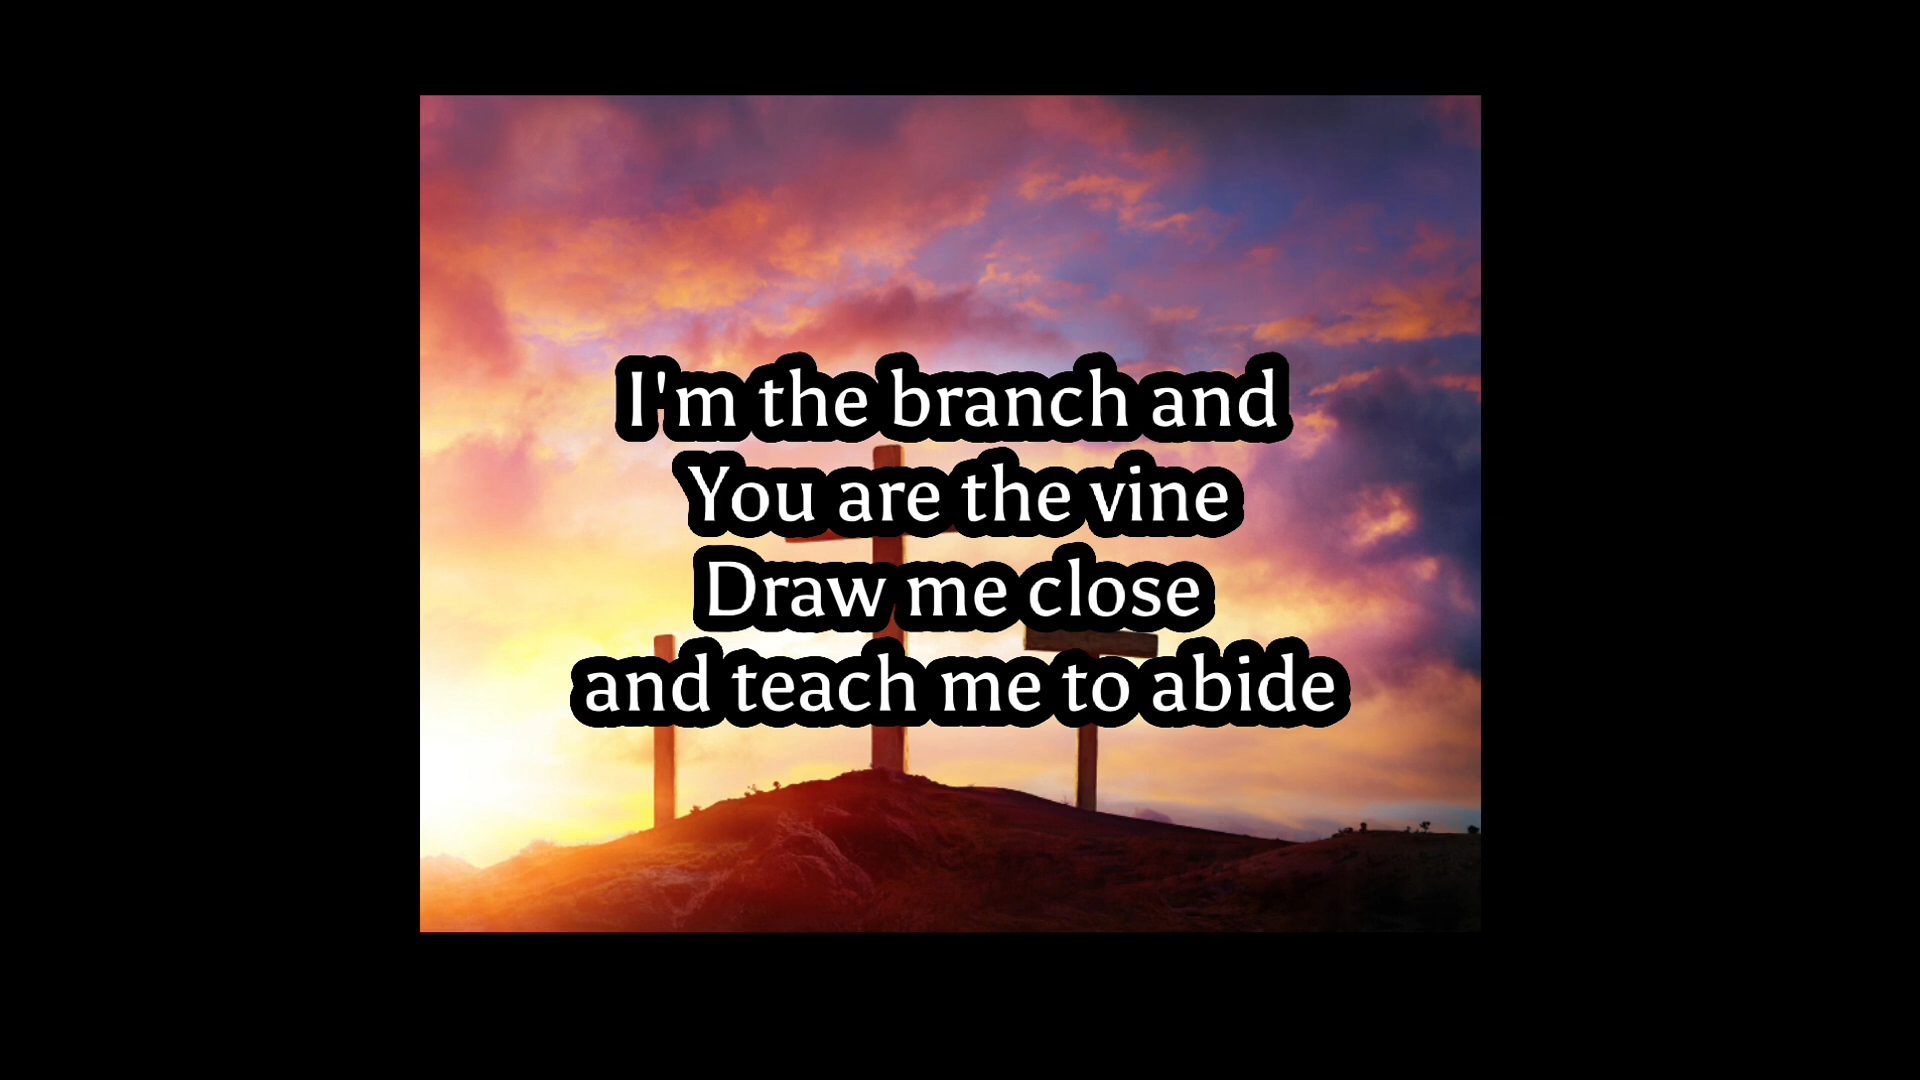 I'm the branch and
You are the vine
Draw me close
and teach me to abide